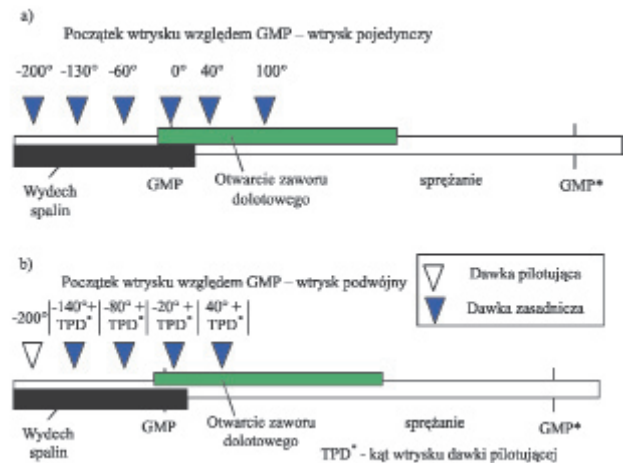 a)
Początek wtrysku względem GMP – wtrysk pojedynczy
-200° -130° -60° 0° 40° 100°
Wydech
spalin
GMP
Otwarcie zaworu
dolotowego
sprężanie
GMP*
b)
Początek wtrysku względem GMP – wtrysk podwójny
-200° |-140°+ TPD*| |-80°+ TPD*| |-20°+ TPD*| |40°+ TPD*|
Dawka pilotująca
Dawka zasadnicza
Wydech
spalin
GMP
Otwarcie zaworu
dolotowego
sprężanie
GMP*
TPD* - kąt wtrysku dawki pilotującej